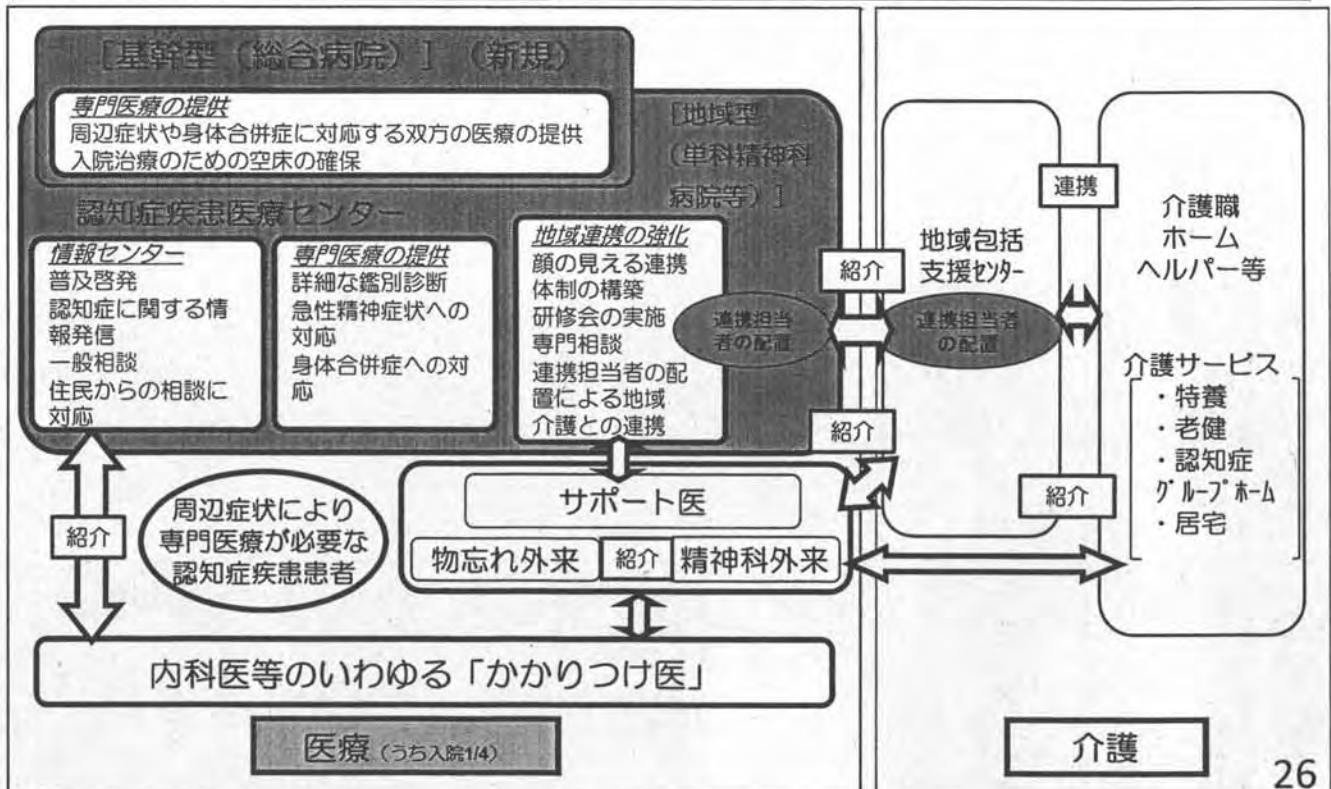 [基幹型(総合病院)](新規)
専門医療の提供
周辺症状や身体合併症に対応する双方の医療の提供
入院治療のための空床の確保
[地域型
(単科精神科
病院等)]
認知症疾患医療センター
情報センター
普及啓発
認知症に関する情
報発信
一般相談
住民からの相談に
対応
専門医療の提供
詳細な鑑別診断
急性精神症状への
対応
身体合併症への対
応
地域連携の強化
顔の見える連携
体制の構築
研修会の実施
専門相談
連携担当者の配
置による地域
介護との連携
連携担当
者の配置
紹介
地域包括
支援センター
連携担当者
の配置
連携
介護職
ホーム
ヘルパー等
介護サービス
・特養
・老健
・認知症
グループホーム
・居宅
紹介
紹介
紹介
周辺症状により
専門医療が必要な
認知症疾患患者
サポート医
物忘れ外来
紹介
精神科外来
内科医等のいわゆる「かかりつけ医」
医療(うち入院1/4)
介護
26